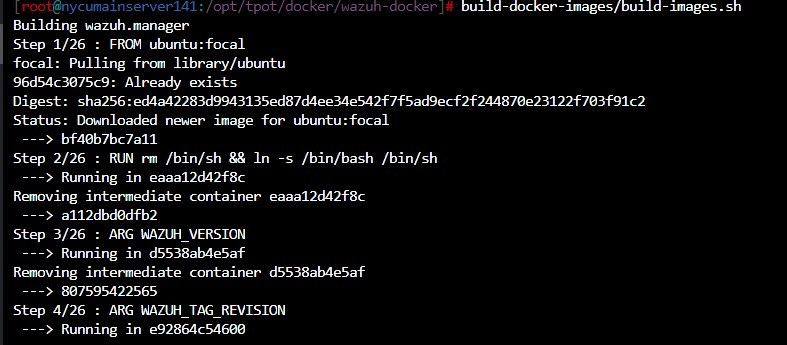 [root@nycumainserver141:/opt/tpot/docker/wazuh-docker]# build-docker-images/build-images.sh
Building wazuh.manager
Step 1/26 : FROM ubuntu:focal
focal: Pulling from library/ubuntu
96d54c3075c9: Already exists
Digest: sha256:ed4a42283d9943135ed87d4ee34e542f7f5ad9ecf2f244870e23122f703f91c2
Status: Downloaded newer image for ubuntu:focal
 ---> bf40b7bc7a11
Step 2/26 : RUN rm /bin/sh && ln -s /bin/bash /bin/sh
 ---> Running in eaaa12d42f8c
Removing intermediate container eaaa12d42f8c
 ---> a112dbd0dfb2
Step 3/26 : ARG WAZUH_VERSION
 ---> Running in d5538ab4e5af
Removing intermediate container d5538ab4e5af
 ---> 807595422565
Step 4/26 : ARG WAZUH_TAG_REVISION
 ---> Running in e92864c54600